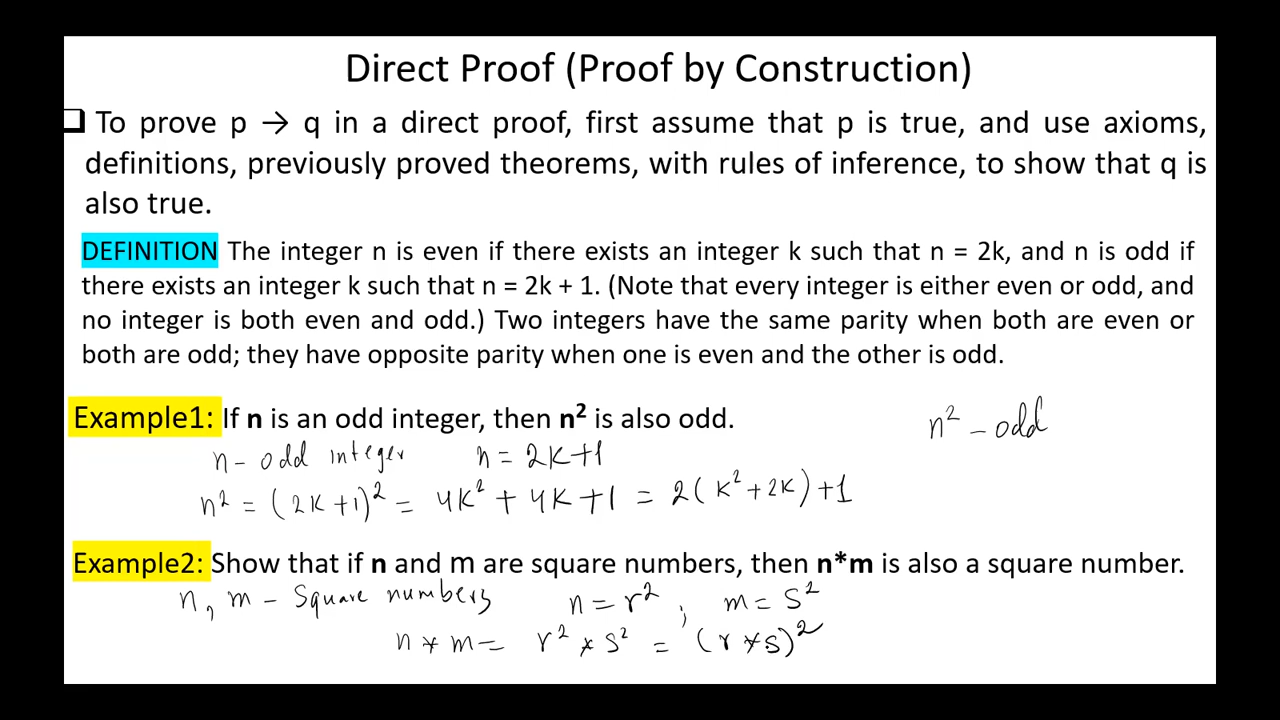 Direct Proof (Proof by Construction)
❑ To prove p → q in a direct proof, first assume that p is true, and use axioms,
definitions, previously proved theorems, with rules of inference, to show that q is
also true.
DEFINITION The integer n is even if there exists an integer k such that n = 2k, and n is odd if
there exists an integer k such that n = 2k + 1. (Note that every integer is either even or odd, and
no integer is both even and odd.) Two integers have the same parity when both are even or
both are odd; they have opposite parity when one is even and the other is odd.
Example1: If n is an odd integer, then n² is also odd. n² – odd
n – odd integer n = 2k+1
n² = (2k+1)² = 4k² + 4k+1 = 2(k²+2k)+1
Example2: Show that if n and m are square numbers, then n*m is also a square number.
n, m – Square numbers n = r² ; m = s²
n * m = r² * s² = (r * s)²